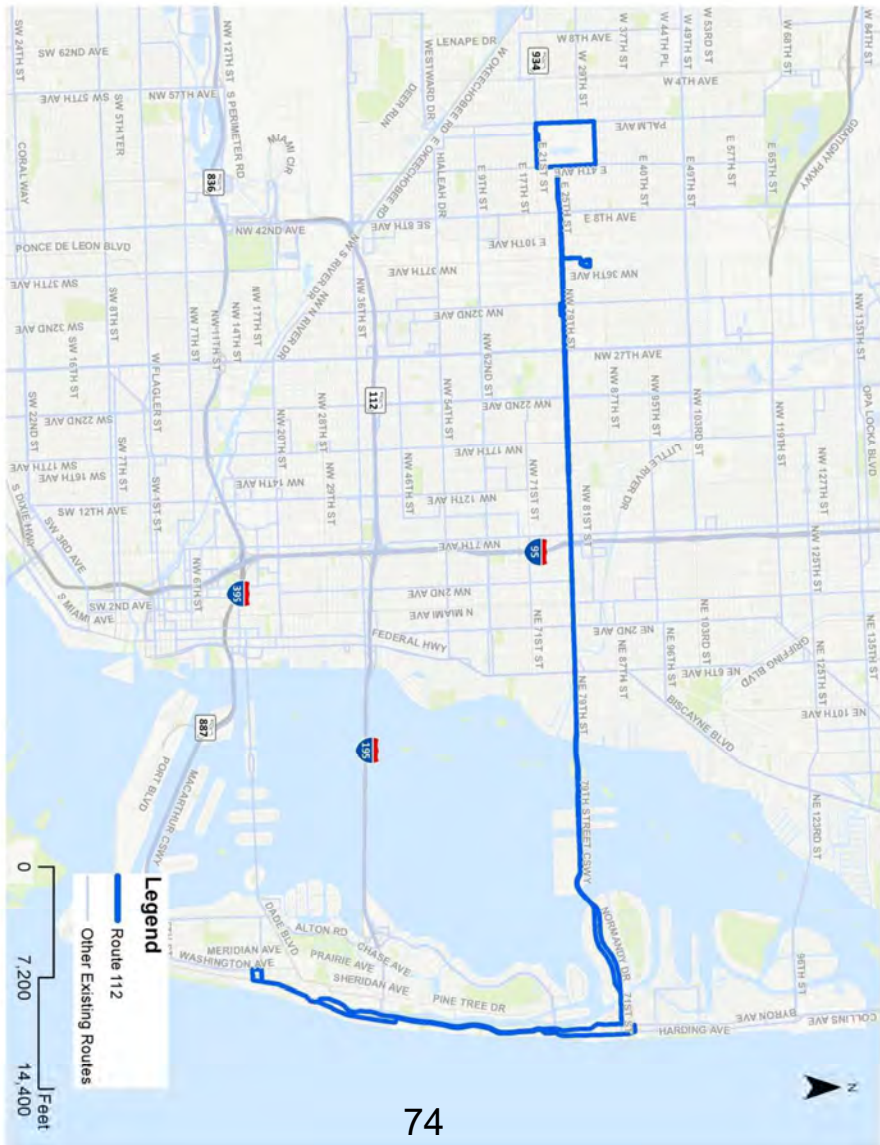 SW 24TH ST
SW 62ND AVE
SW 57TH AVE
SW 5TH TER
CORAL WAY
NW 12TH ST
S PERIMETER RD
NW 57TH AVE
836
DEER RUN
WESTWARD DR
LENAPE DR
W OKEECHOBEE RD
E OKEECHOBEE RD
HIALEAH DR
934
W 8TH AVE
W 29TH ST
W 37TH ST
W 44TH PL
W 49TH ST
W 53RD ST
W 68TH ST
W 84TH ST
W 4TH AVE
PALM AVE
GRATIGNY PKWY
E 9TH ST
E 17TH ST
E 21ST ST
E 25TH ST
E 4TH AVE
E 40TH ST
E 49TH ST
E 57TH ST
E 65TH ST
SE 8TH AVE
E 8TH AVE
E 10TH AVE
PONCE DE LEON BLVD
NW 42ND AVE
NW S RIVER DR
NW N RIVER DR
SW 37TH AVE
NW 37TH AVE
NW 36TH AVE
SW 32ND AVE
NW 32ND AVE
SW 8TH ST
SW 16TH ST
NW 7TH ST
NW 11TH ST
NW 14TH ST
NW 17TH ST
NW 36TH ST
NW 79TH ST
NW 135TH ST
NW 27TH AVE
W FLAGLER ST
112
NW 62ND ST
NW 54TH ST
NW 87TH ST
NW 95TH ST
NW 103RD ST
NW 119TH ST
OPA LOCKA BLVD
SW 22ND ST
SW 22ND AVE
NW 22ND AVE
SW 17TH AVE
NW 17TH AVE
SW 16TH AVE
SW 7TH ST
SW 1ST ST
NW 20TH ST
NW 28TH ST
NW 29TH ST
NW 14TH AVE
NW 46TH ST
NW 12TH AVE
NW 71ST ST
LITTLE RIVER DR
NW 127TH ST
S DIXIE HWY
SW 12TH AVE
SW 3RD AVE
NW 81ST ST
NW 7TH AVE
95
NW 125TH ST
S MIAMI AVE
SW 2ND AVE
NW 6TH ST
395
NW 2ND AVE
N MIAMI AVE
FEDERAL HWY
NE 71ST ST
NE 2ND AVE
NE 87TH ST
NE 96TH ST
NE 103RD ST
NE 6TH AVE
GRIFFING BLVD
NE 125TH ST
NE 135TH ST
NE 10TH AVE
BISCAYNE BLVD
NE 79TH ST
887
195
PORT BLVD
MACARTHUR CSWY
79TH STREET CSWY
NE 123RD ST
NORMANDY DR
71ST ST
ALTON RD
CHASE AVE
DADE BLVD
PRAIRIE AVE
MERIDIAN AVE
WASHINGTON AVE
SHERIDAN AVE
PINE TREE DR
96TH ST
BYRON AVE
HARDING AVE
COLLINS AVE
N
Legend
Route 112
Other Existing Routes
0 7,200 14,400
Feet
74